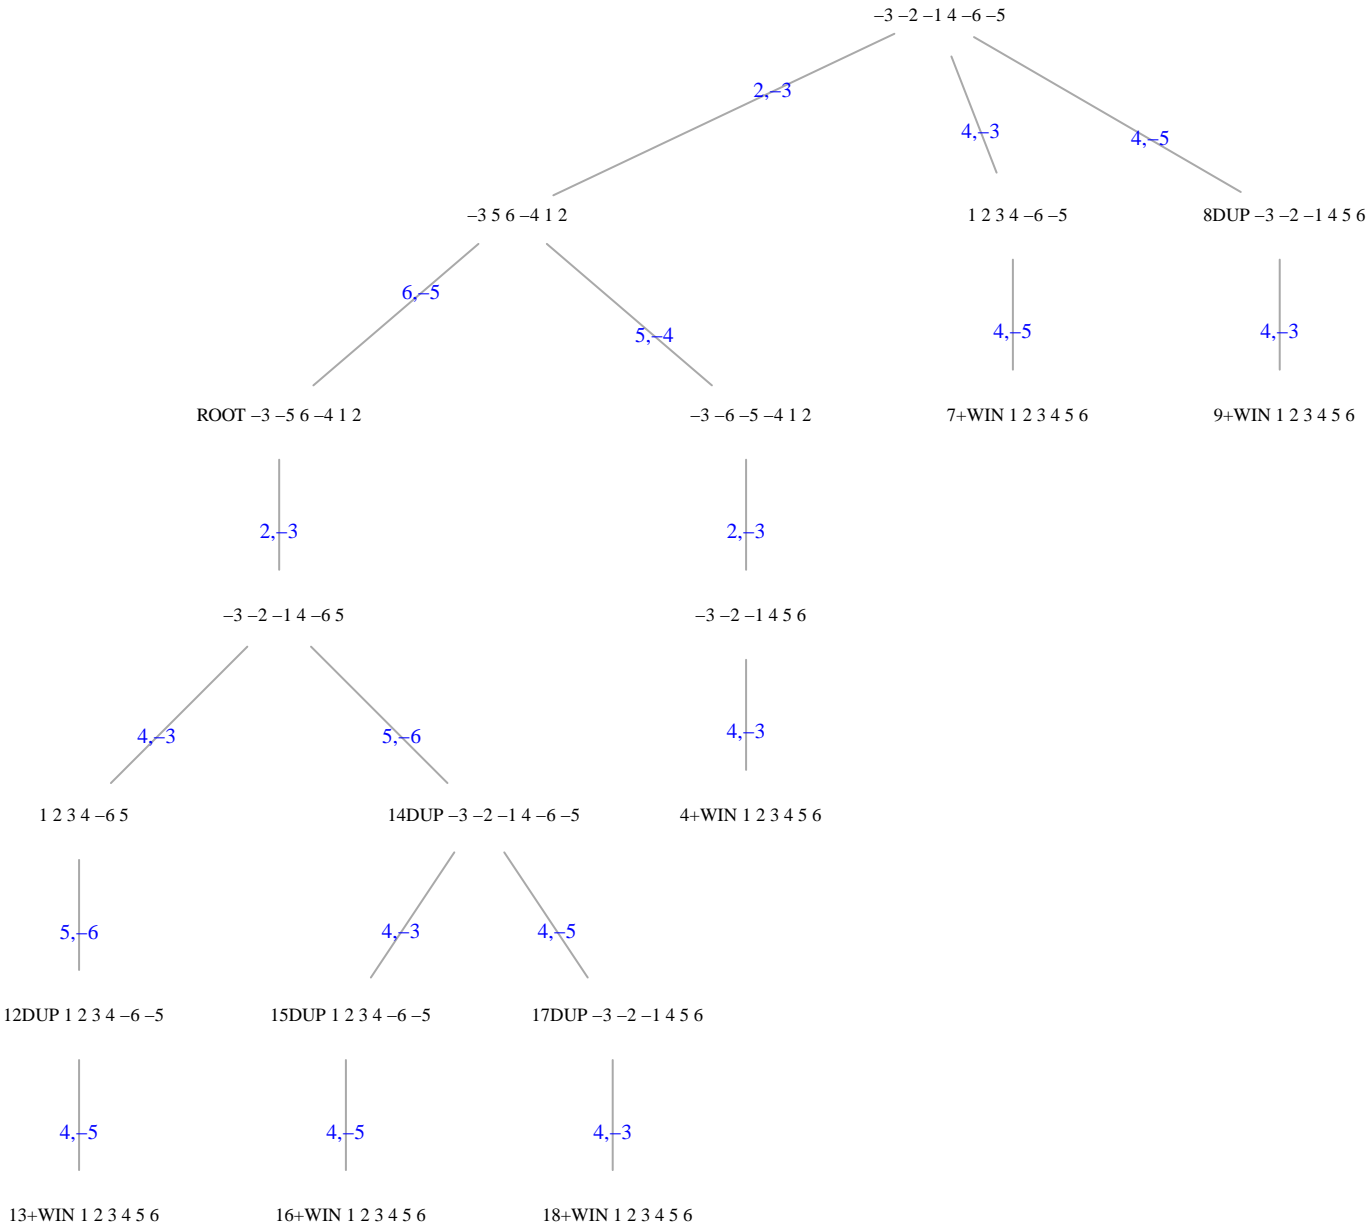 –3 –2 –1 4 –6 –5
2,–3
4,–3
4,–5
–3 5 6 –4 1 2
1 2 3 4 –6 –5
8DUP –3 –2 –1 4 5 6
6,–5
5,–4
4,–5
4,–3
ROOT –3 –5 6 –4 1 2
–3 –6 –5 –4 1 2
7+WIN 1 2 3 4 5 6
9+WIN 1 2 3 4 5 6
2,–3
2,–3
–3 –2 –1 4 –6 5
–3 –2 –1 4 5 6
4,–3
5,–6
4,–3
1 2 3 4 –6 5
14DUP –3 –2 –1 4 –6 –5
4+WIN 1 2 3 4 5 6
5,–6
4,–3
4,–5
12DUP 1 2 3 4 –6 –5
15DUP 1 2 3 4 –6 –5
17DUP –3 –2 –1 4 5 6
4,–5
4,–5
4,–3
13+WIN 1 2 3 4 5 6
16+WIN 1 2 3 4 5 6
18+WIN 1 2 3 4 5 6